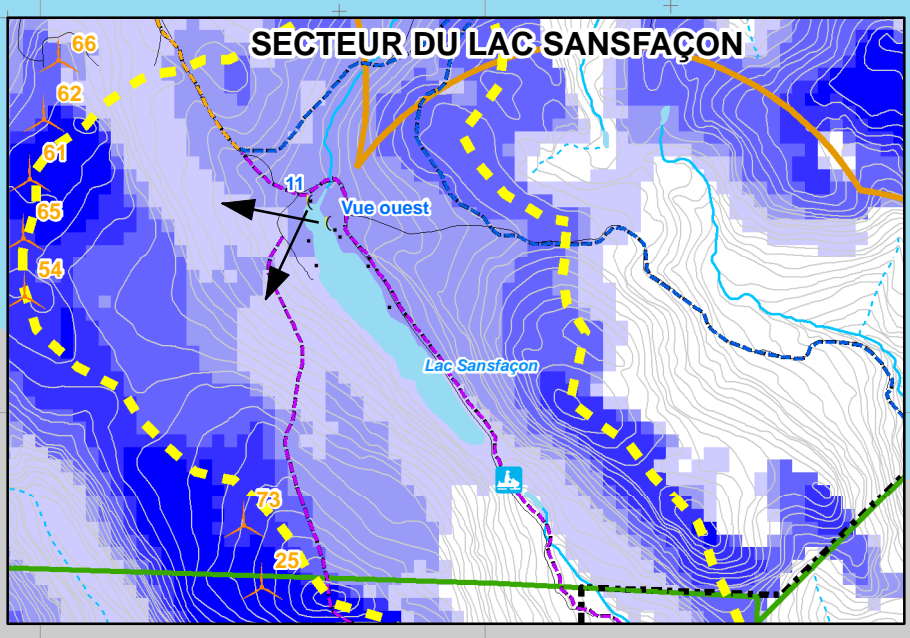 SECTEUR DU LAC SANSFAÇON
66
62
61
11
65
Vue ouest
54
Lac Sansfaçon
73
25